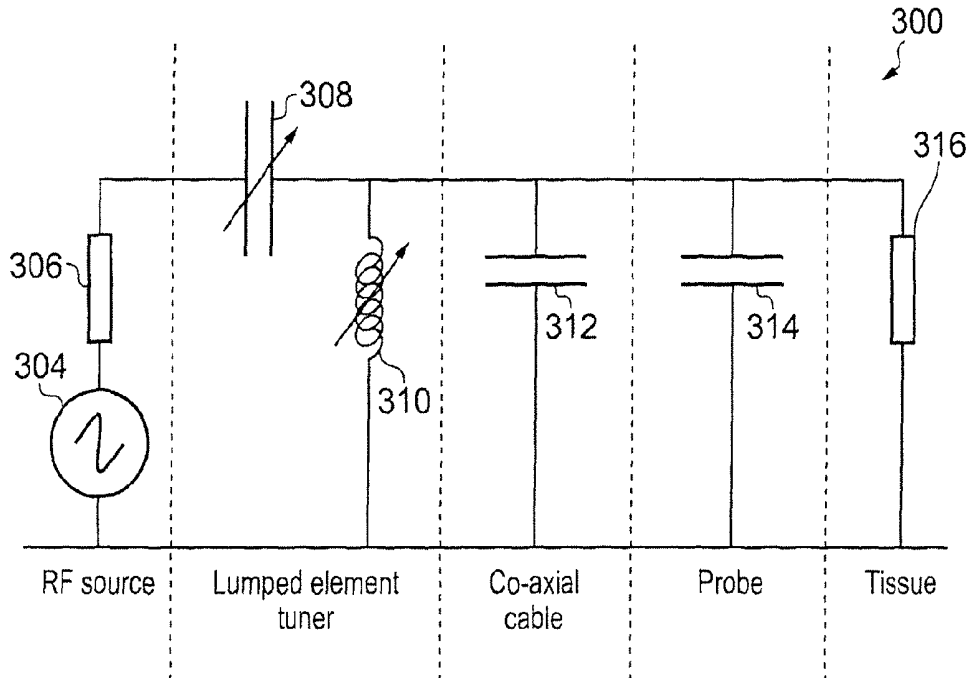 300
308
316
306
304
310
312
314
RF source
Lumped element
tuner
Co-axial
cable
Probe
Tissue